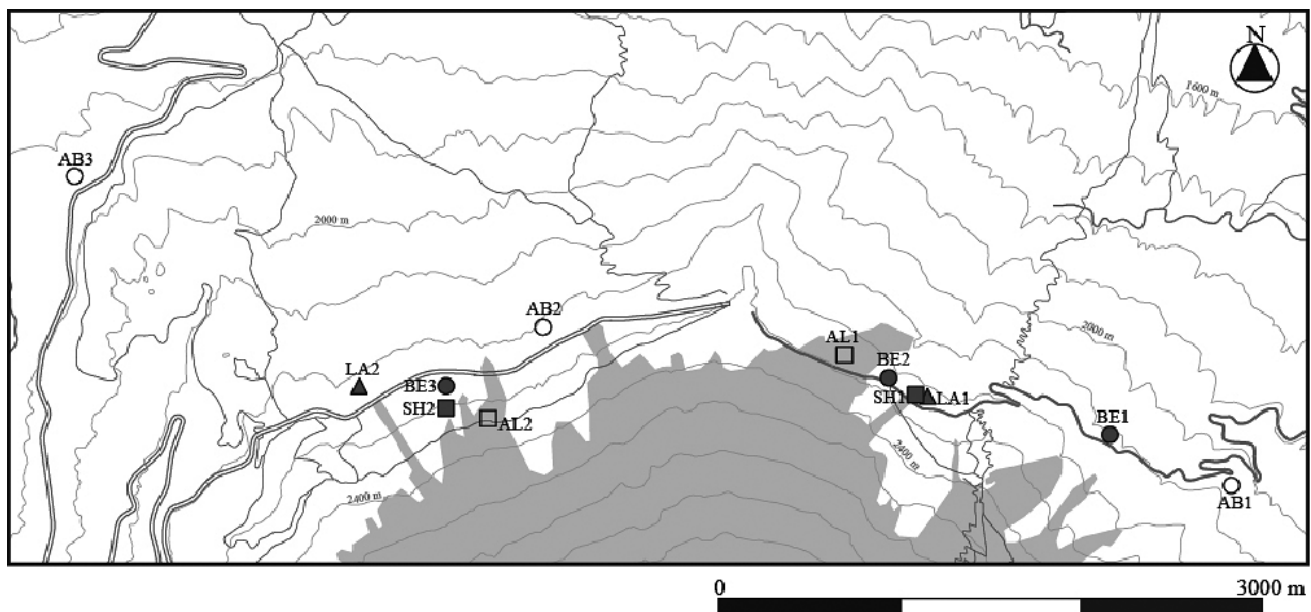 N
1600 m
AB3
2000 m
AB2
2000 m
AL1
LA2
BE2
BE3
SH1 LA1
SH2
AL2
BE1
2400 m
2400 m
AB1
0 3000 m